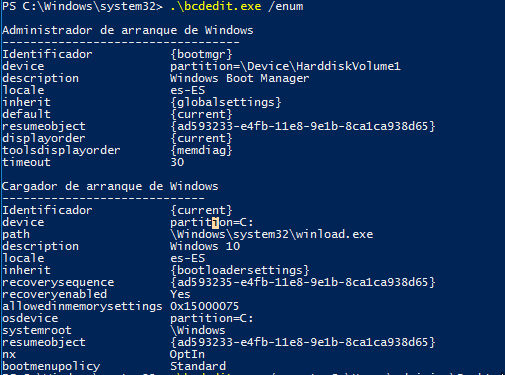 PS C:\Windows\system32> .\bcdedit.exe /enum
Administrador de arranque de Windows
----------------------------------
Identificador {bootmgr}
device partition=\Device\HarddiskVolume1
description Windows Boot Manager
locale es-ES
inherit {globalsettings}
default {current}
resumeobject {ad593233-e4fb-11e8-9e1b-8ca1ca938d65}
displayorder {current}
toolsdisplayorder {memdiag}
timeout 30
Cargador de arranque de Windows
-----------------------------
Identificador {current}
device partition=C:
path \Windows\system32\winload.exe
description Windows 10
locale es-ES
inherit {bootloadersettings}
recoverysequence {ad593235-e4fb-11e8-9e1b-8ca1ca938d65}
recoveryenabled Yes
allowedinmemorysettings 0x15000075
osdevice partition=C:
systemroot \Windows
resumeobject {ad593233-e4fb-11e8-9e1b-8ca1ca938d65}
nx OptIn
bootmenupolicy Standard